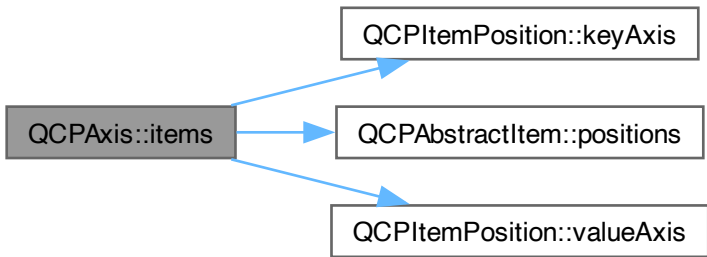 QCPItemPosition::keyAxis
QCPAxis::items
QCPAbstractItem::positions
QCPItemPosition::valueAxis